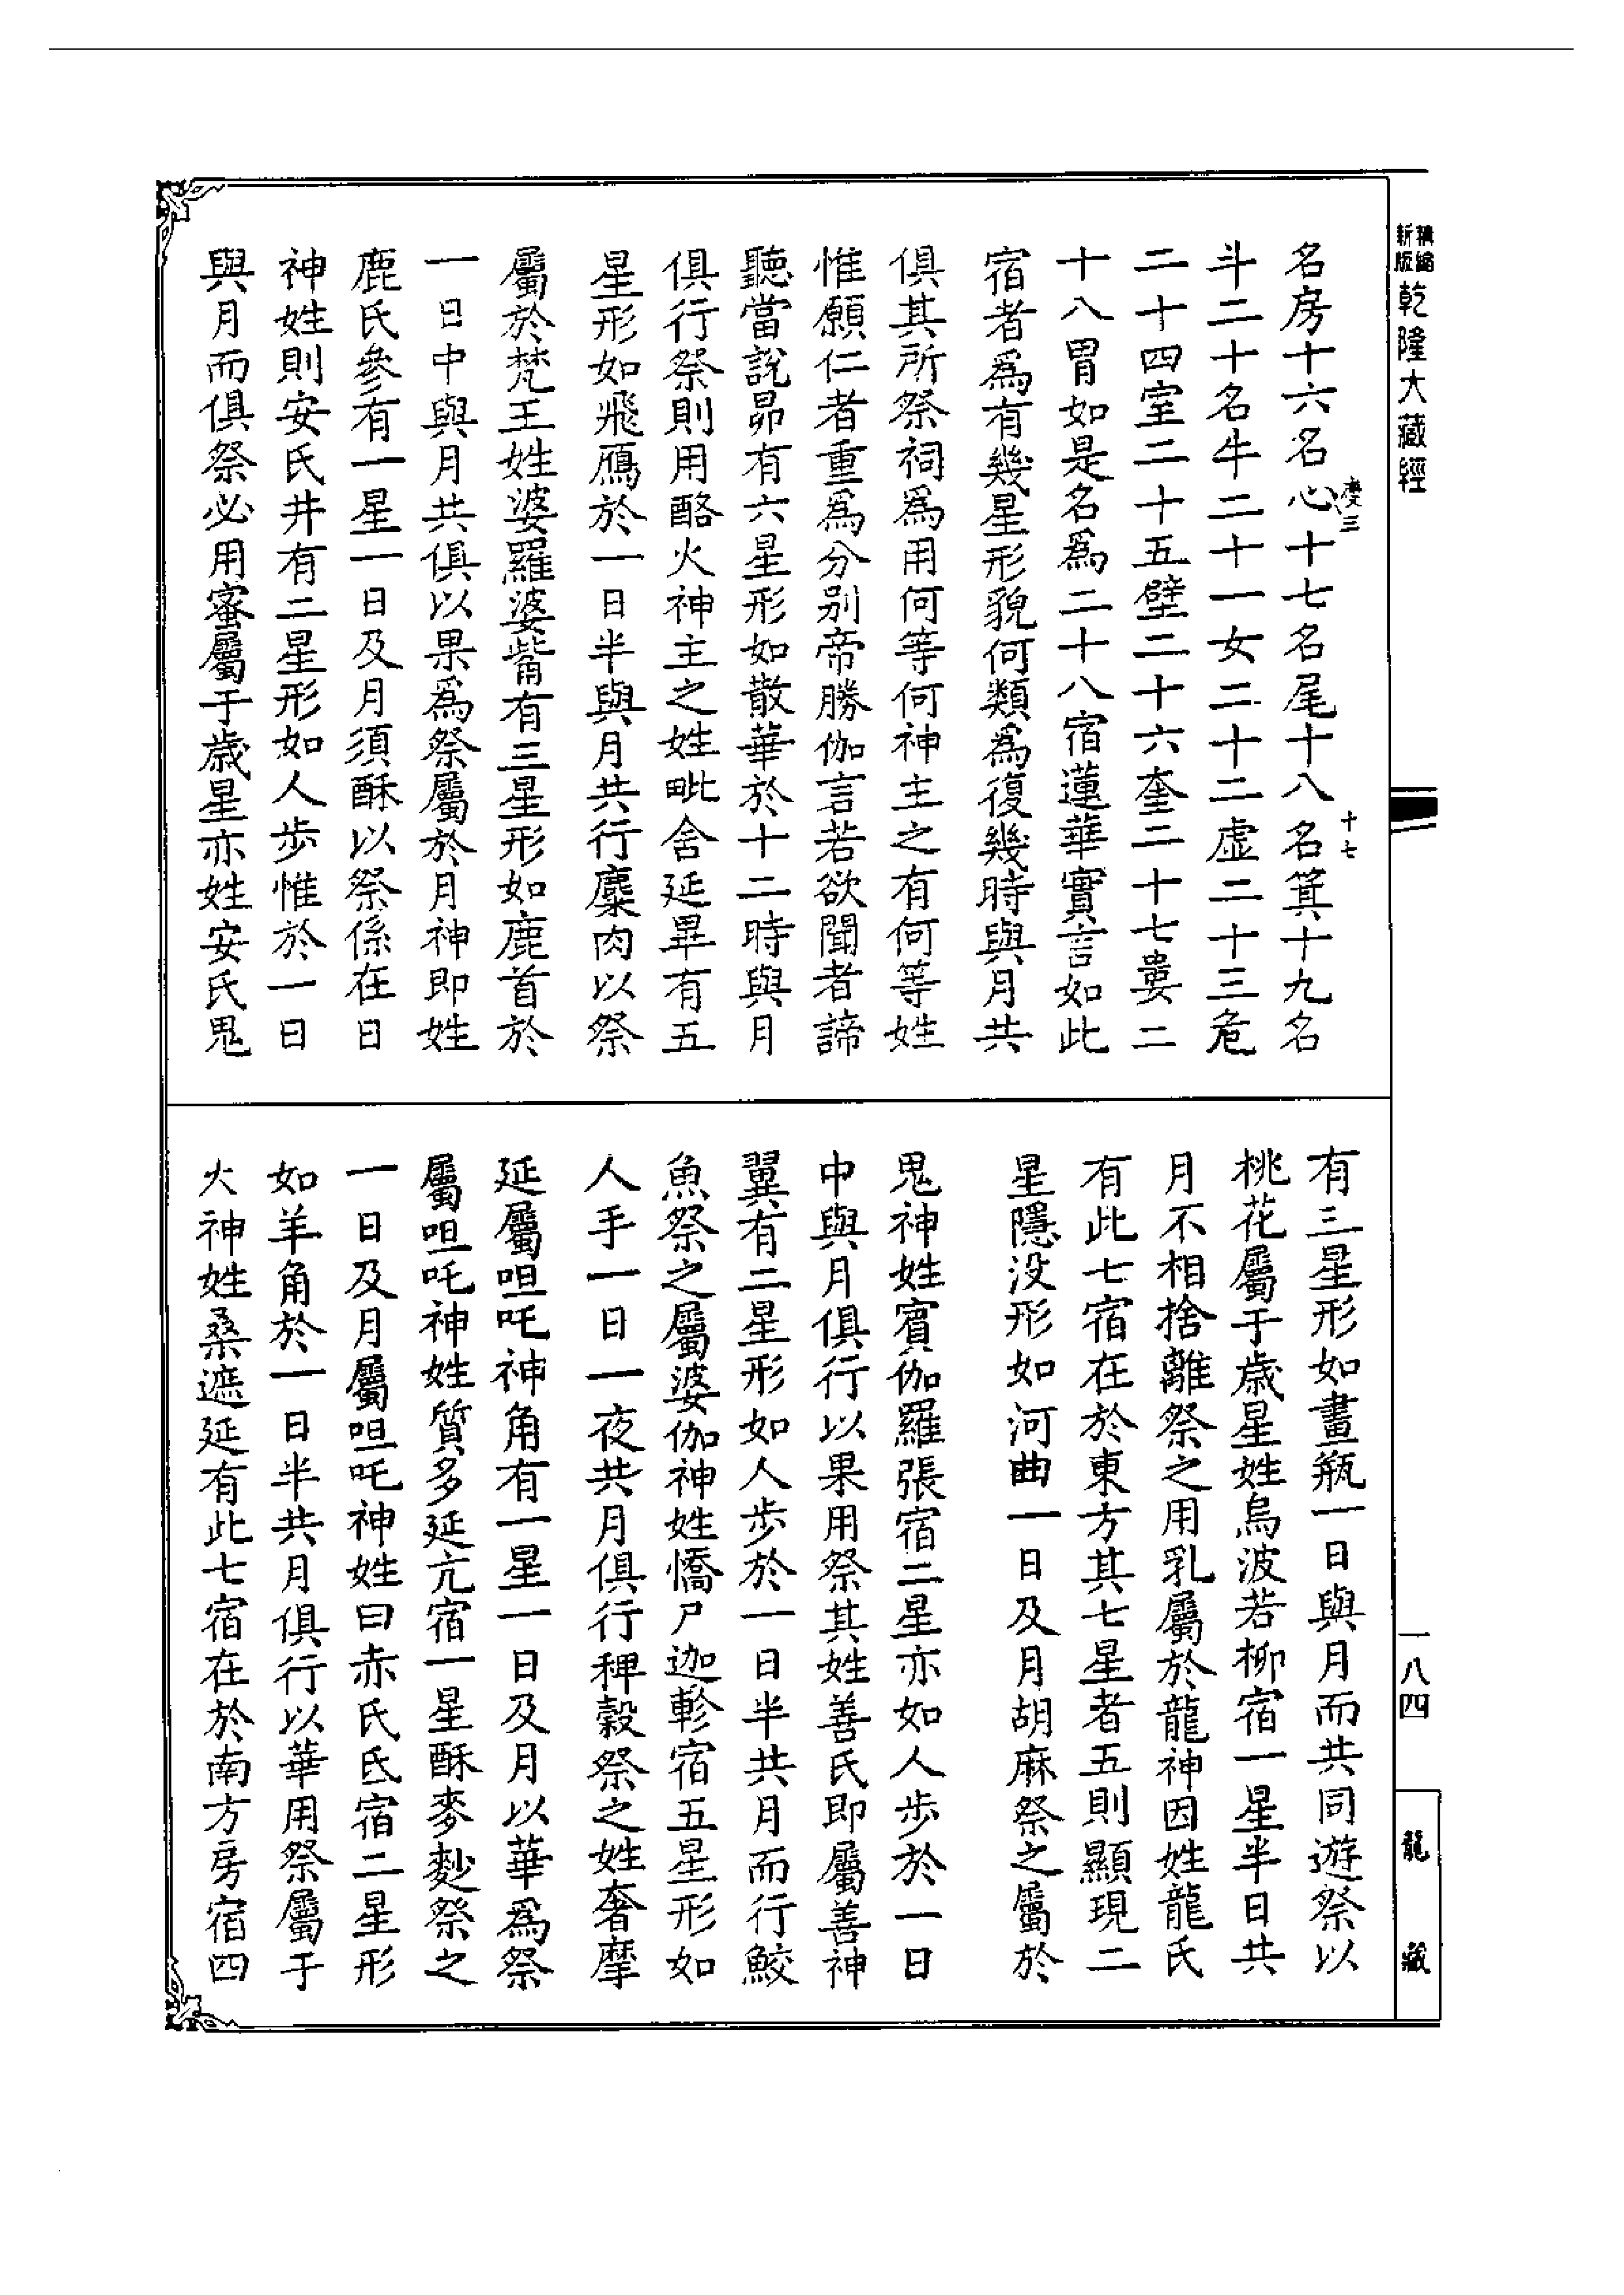 精縮
新版
乾隆大藏經
慶三
十七
名房十六名心十七名尾十八名箕十九名
斗二十名牛二十一女二十二虛二十三危
二十四室二十五壁二十六奎二十七婁二
十八胃如是名爲二十八宿蓮華實言如此
宿者爲有幾星形貌何類爲復幾時與月共
俱其所祭祠爲用何等何神主之有何等姓
惟願仁者重爲分別帝勝伽言若欲聞者諦
聽當說昴有六星形如散華於十二時與月
俱行祭則用酪火神主之姓毗舍延畢有五
星形如飛鴈於一日半與月共行麋肉以祭
屬於梵王姓婆羅婆觜有三星形如鹿首於
一日中與月共俱以果爲祭屬於月神即姓
鹿氏參有一星一日及月須酥以祭係在日
神姓則安氏井有二星形如人步惟於一日
與月而俱祭必用蜜屬于歲星亦姓安氏鬼
有三星形如畫瓶一日與月而共同遊祭以
桃花屬于歲星姓烏波若柳宿一星半日共
月不相捨離祭之用乳屬於龍神因姓龍氏
有此七宿在於東方其七星者五則顯現二
星隱没形如河曲一日及月胡麻祭之屬於
鬼神姓賓伽羅張宿二星亦如人步於一日
中與月俱行以果用祭其姓善氏即屬善神
翼有二星形如人步於一日半共月而行鮫
魚祭之屬婆伽神姓憍尸迦軫宿五星形如
人手一日一夜共月俱行稗穀祭之姓奢摩
延屬呾吒神角有一星一日及月以華爲祭
屬呾吒神姓質多延亢宿一星酥麥麨祭之
一日及月屬呾吒神姓曰赤氏氐宿二星形
如羊角於一日半共月俱行以華用祭屬于
火神姓桑遮延有此七宿在於南方房宿四
一八四
龍藏